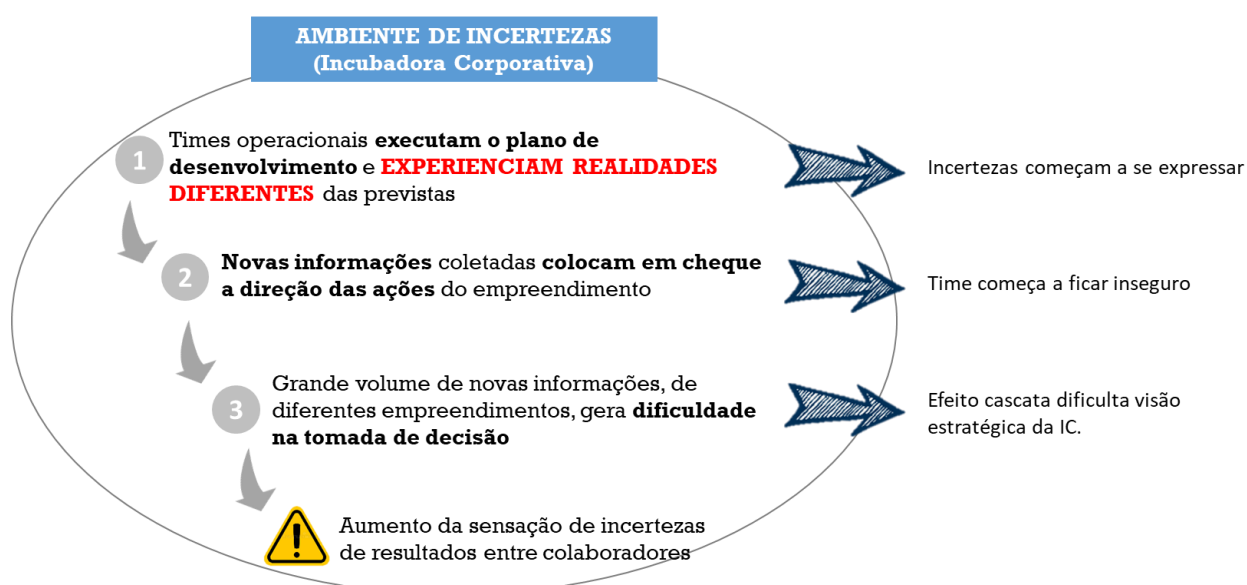 AMBIENTE DE INCERTEZAS
(Incubadora Corporativa)
1
Times operacionais executam o plano de
desenvolvimento e EXPERIENCIAM REALIDADES
DIFERENTES das previstas
Incertezas começam a se expressar
2
Novas informações coletadas colocam em cheque
a direção das ações do empreendimento
Time começa a ficar inseguro
3
Grande volume de novas informações, de
diferentes empreendimentos, gera dificuldade
na tomada de decisão
Efeito cascata dificulta visão
estratégica da IC.
!
Aumento da sensação de incertezas
de resultados entre colaboradores